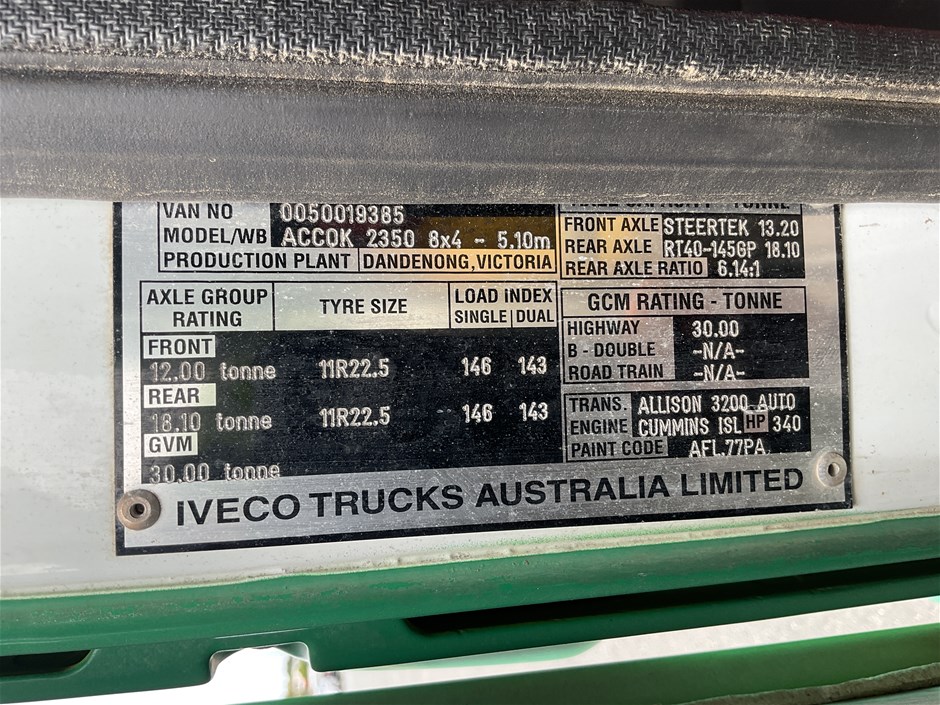 VAN NO 0050019385
MODEL/WB ACCOK 2350 8x4 - 5.10m
PRODUCTION PLANT DANDENONG,VICTORIA
AXLE CAPACITY - TONNE
FRONT AXLE STEERTEK 13.20
REAR AXLE RT40-145GP 18.10
REAR AXLE RATIO 6.14:1
AXLE GROUP RATING TYRE SIZE LOAD INDEX
SINGLE DUAL
FRONT
12.00 tonne 11R22.5 146 143
REAR
18.10 tonne 11R22.5 146 143
GVM
30.00 tonne
GCM RATING - TONNE
HIGHWAY 30.00
B - DOUBLE -N/A-
ROAD TRAIN -N/A-
TRANS. ALLISON 3200 AUTO
ENGINE CUMMINS ISL HP 340
PAINT CODE AFL.77PA.
IVECO TRUCKS AUSTRALIA LIMITED